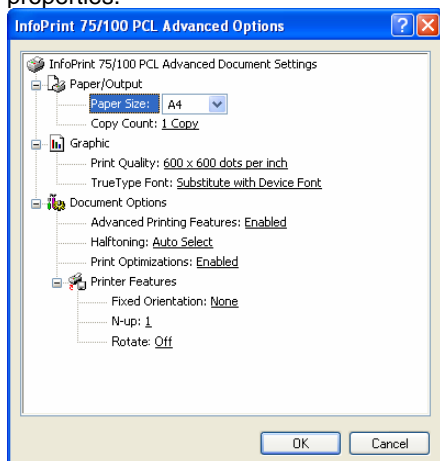 properties.
InfoPrint 75/100 PCL Advanced Options
InfoPrint 75/100 PCL Advanced Document Settings
Paper/Output
Paper Size: A4
Copy Count: 1 Copy
Graphic
Print Quality: 600 x 600 dots per inch
TrueType Font: Substitute with Device Font
Document Options
Advanced Printing Features: Enabled
Halftoning: Auto Select
Print Optimizations: Enabled
Printer Features
Fixed Orientation: None
N-up: 1
Rotate: Off
OK Cancel